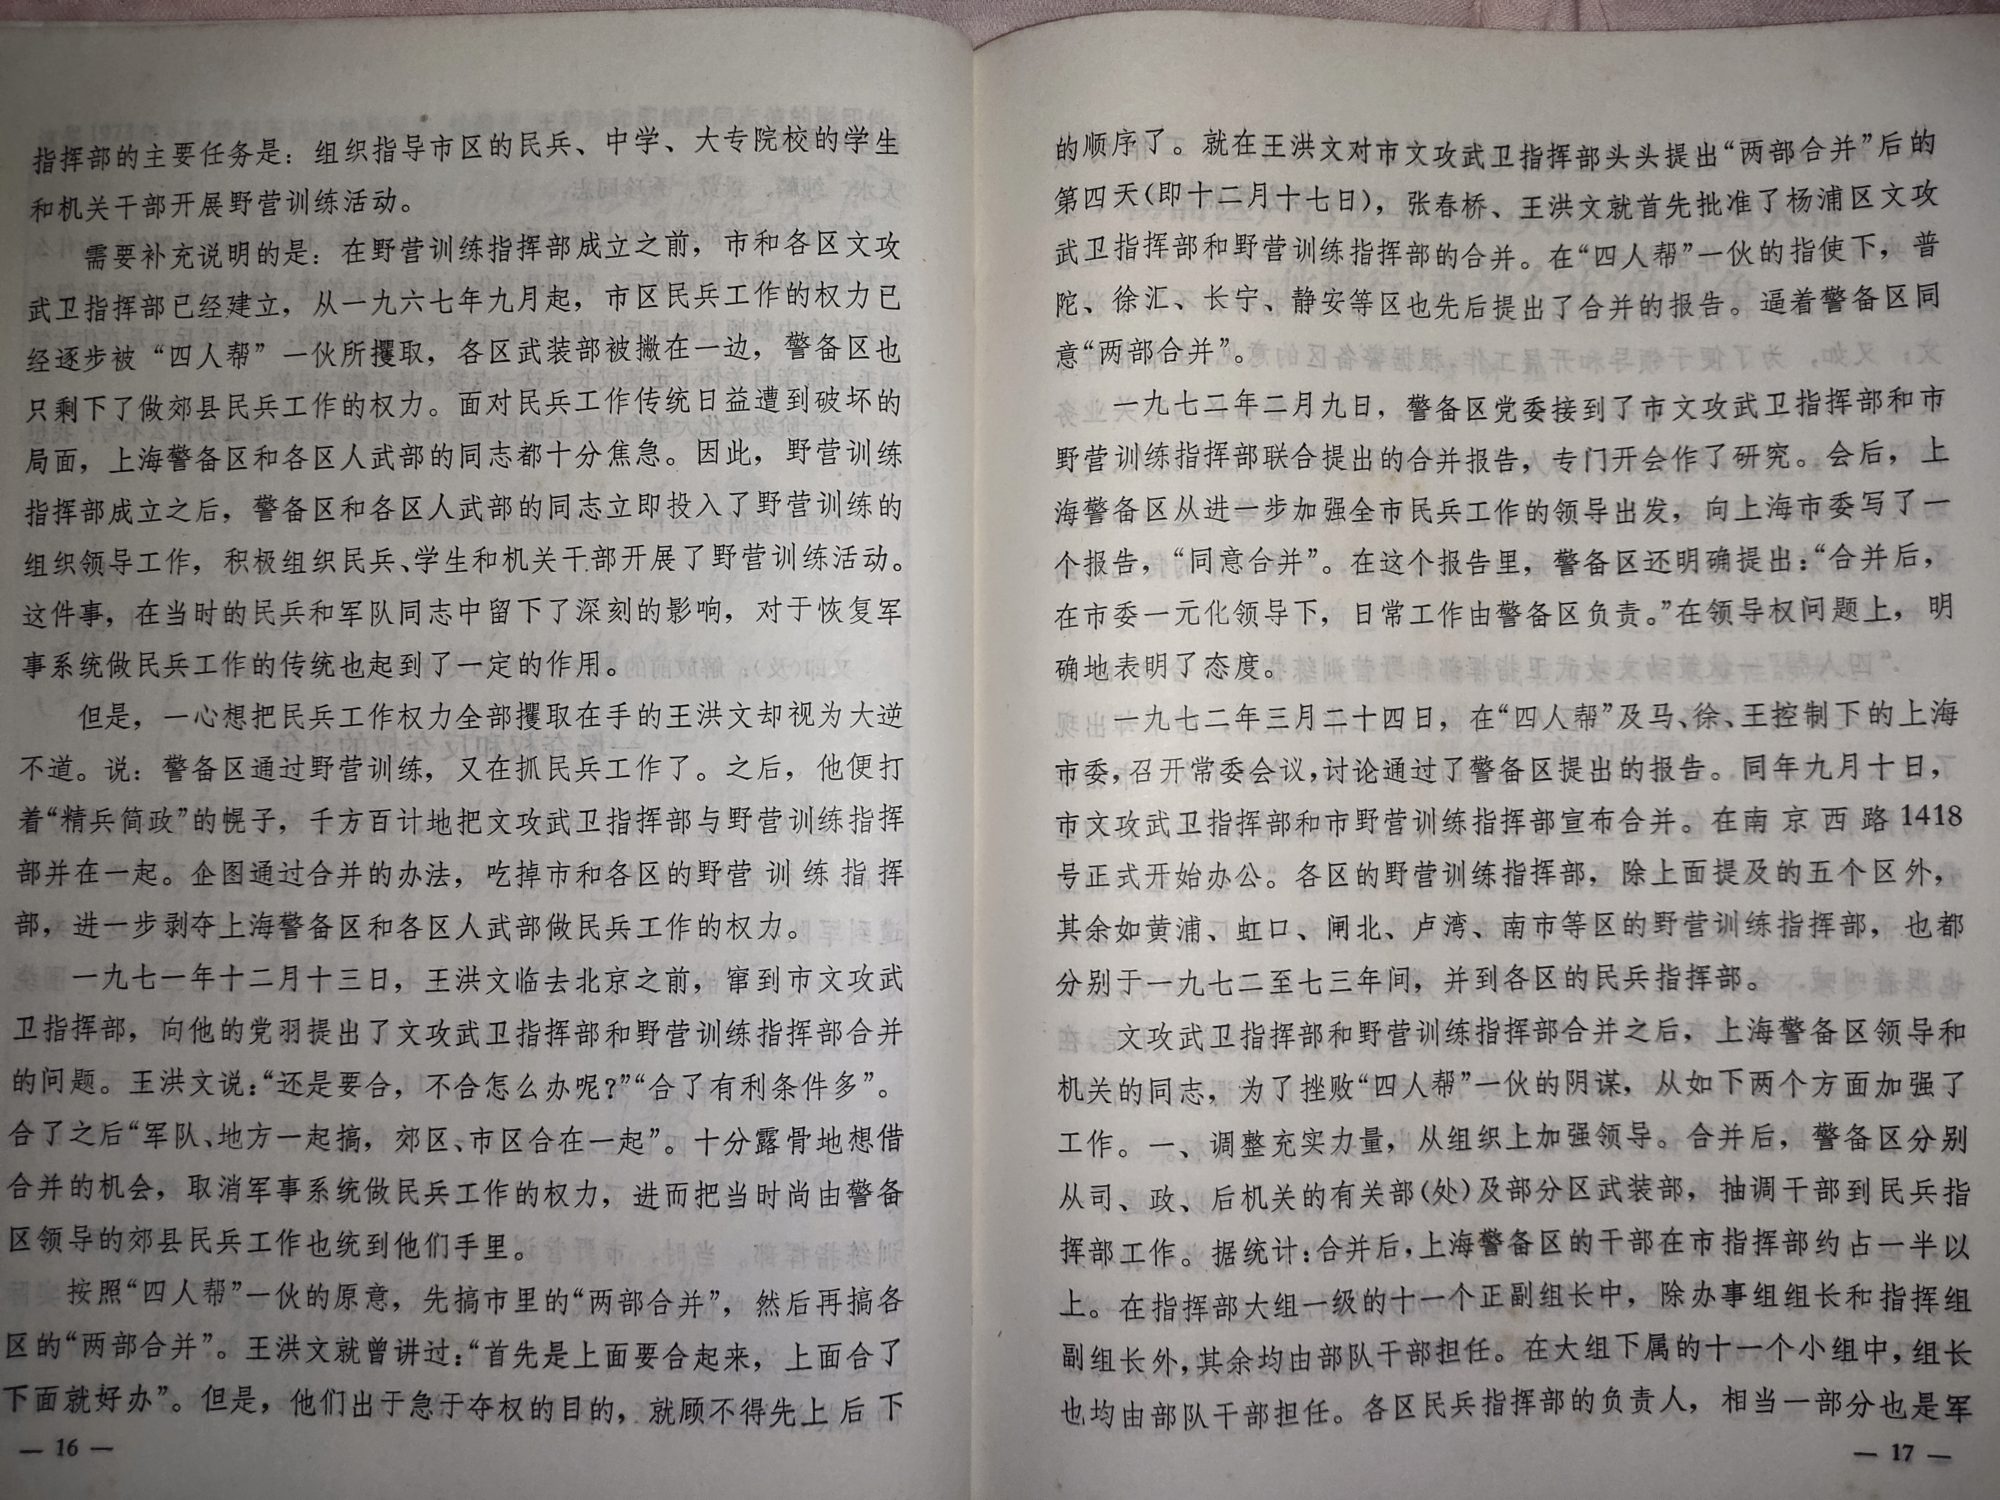 指挥部的主要任务是：组织指导市区的民兵、中学、大专院校的学生
和机关干部开展野营训练活动。
需要补充说明的是：在野营训练指挥部成立之前，市和各区文攻
武卫指挥部已经建立，从一九六七年九月起，市区民兵工作的权力已
经逐步被“四人帮”一伙所攫取，各区武装部被撇在一边，警备区也
只剩下了做郊县民兵工作的权力。面对民兵工作传统日益遭到破坏的
局面，上海警备区和各区人武部的同志都十分焦急。因此，野营训练
指挥部成立之后，警备区和各区人武部的同志立即投入了野营训练的
组织领导工作，积极组织民兵、学生和机关干部开展了野营训练活动。
这件事，在当时的民兵和军队同志中留下了深刻的影响，对于恢复军
事系统做民兵工作的传统也起到了一定的作用。
但是，一心想把民兵工作权力全部攫取在手的王洪文却视为大逆
不道。说：警备区通过野营训练，又在抓民兵工作了。之后，他便打
着“精兵简政”的幌子，千方百计地把文攻武卫指挥部与野营训练指挥
部并在一起。企图通过合并的办法，吃掉市和各区的野营训练指挥
部，进一步剥夺上海警备区和各区人武部做民兵工作的权力。
一九七一年十二月十三日，王洪文临去北京之前，窜到市文攻武
卫指挥部，向他的党羽提出了文攻武卫指挥部和野营训练指挥部合并
的问题。王洪文说：“还是要合，不合怎么办呢？”“合了有利条件多”。
合了之后“军队、地方一起搞，郊区、市区合在一起”。十分露骨地想借
合并的机会，取消军事系统做民兵工作的权力，进而把当时尚由警备
区领导的郊县民兵工作也统到他们手里。
按照“四人帮”一伙的原意，先搞市里的“两部合并”，然后再搞各
区的“两部合并”。王洪文就曾讲过：“首先是上面要合起来，上面合了
下面就好办”。但是，他们出于急于夺权的目的，就顾不得先上后下
— 16 —
的顺序了。就在王洪文对市文攻武卫指挥部头头提出“两部合并”后的
第四天（即十二月十七日），张春桥、王洪文就首先批准了杨浦区文攻
武卫指挥部和野营训练指挥部的合并。在“四人帮”一伙的指使下，普
陀、徐汇、长宁、静安等区也先后提出了合并的报告。逼着警备区同
意“两部合并”。
一九七二年二月九日，警备区党委接到了市文攻武卫指挥部和市
野营训练指挥部联合提出的合并报告，专门开会作了研究。会后，上
海警备区从进一步加强全市民兵工作的领导出发，向上海市委写了一
个报告，“同意合并”。在这个报告里，警备区还明确提出：“合并后，
在市委一元化领导下，日常工作由警备区负责。”在领导权问题上，明
确地表明了态度。
一九七二年三月二十四日，在“四人帮”及马、徐、王控制下的上海
市委，召开常委会议，讨论通过了警备区提出的报告。同年九月十日，
市文攻武卫指挥部和市野营训练指挥部宣布合并。在南京西路1418
号正式开始办公。各区的野营训练指挥部，除上面提及的五个区外，
其余如黄浦、虹口、闸北、卢湾、南市等区的野营训练指挥部，也都
分别于一九七二至七三年间，并到各区的民兵指挥部。
文攻武卫指挥部和野营训练指挥部合并之后，上海警备区领导和
机关的同志，为了挫败“四人帮”一伙的阴谋，从如下两个方面加强了
工作。一、调整充实力量，从组织上加强领导。合并后，警备区分别
从司、政、后机关的有关部（处）及部分区武装部，抽调干部到民兵指
挥部工作。据统计：合并后，上海警备区的干部在市指挥部约占一半以
上。在指挥部大组一级的十一个正副组长中，除办事组组长和指挥组
副组长外，其余均由部队干部担任。在大组下属的十一个小组中，组长
也均由部队干部担任。各区民兵指挥部的负责人，相当一部分也是军
— 17 —